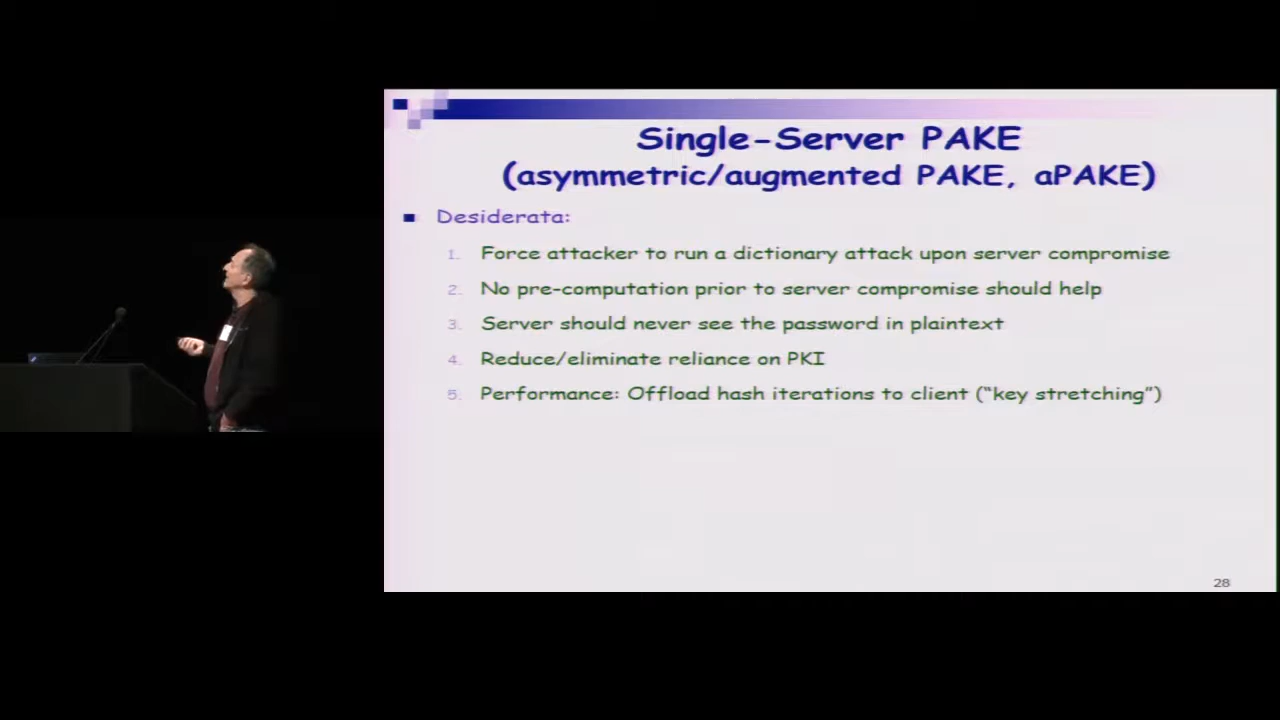 Single-Server PAKE
(asymmetric/augmented PAKE, aPAKE)
Desiderata:
1. Force attacker to run a dictionary attack upon server compromise
2. No pre-computation prior to server compromise should help
3. Server should never see the password in plaintext
4. Reduce/eliminate reliance on PKI
5. Performance: Offload hash iterations to client (“key stretching”)
28